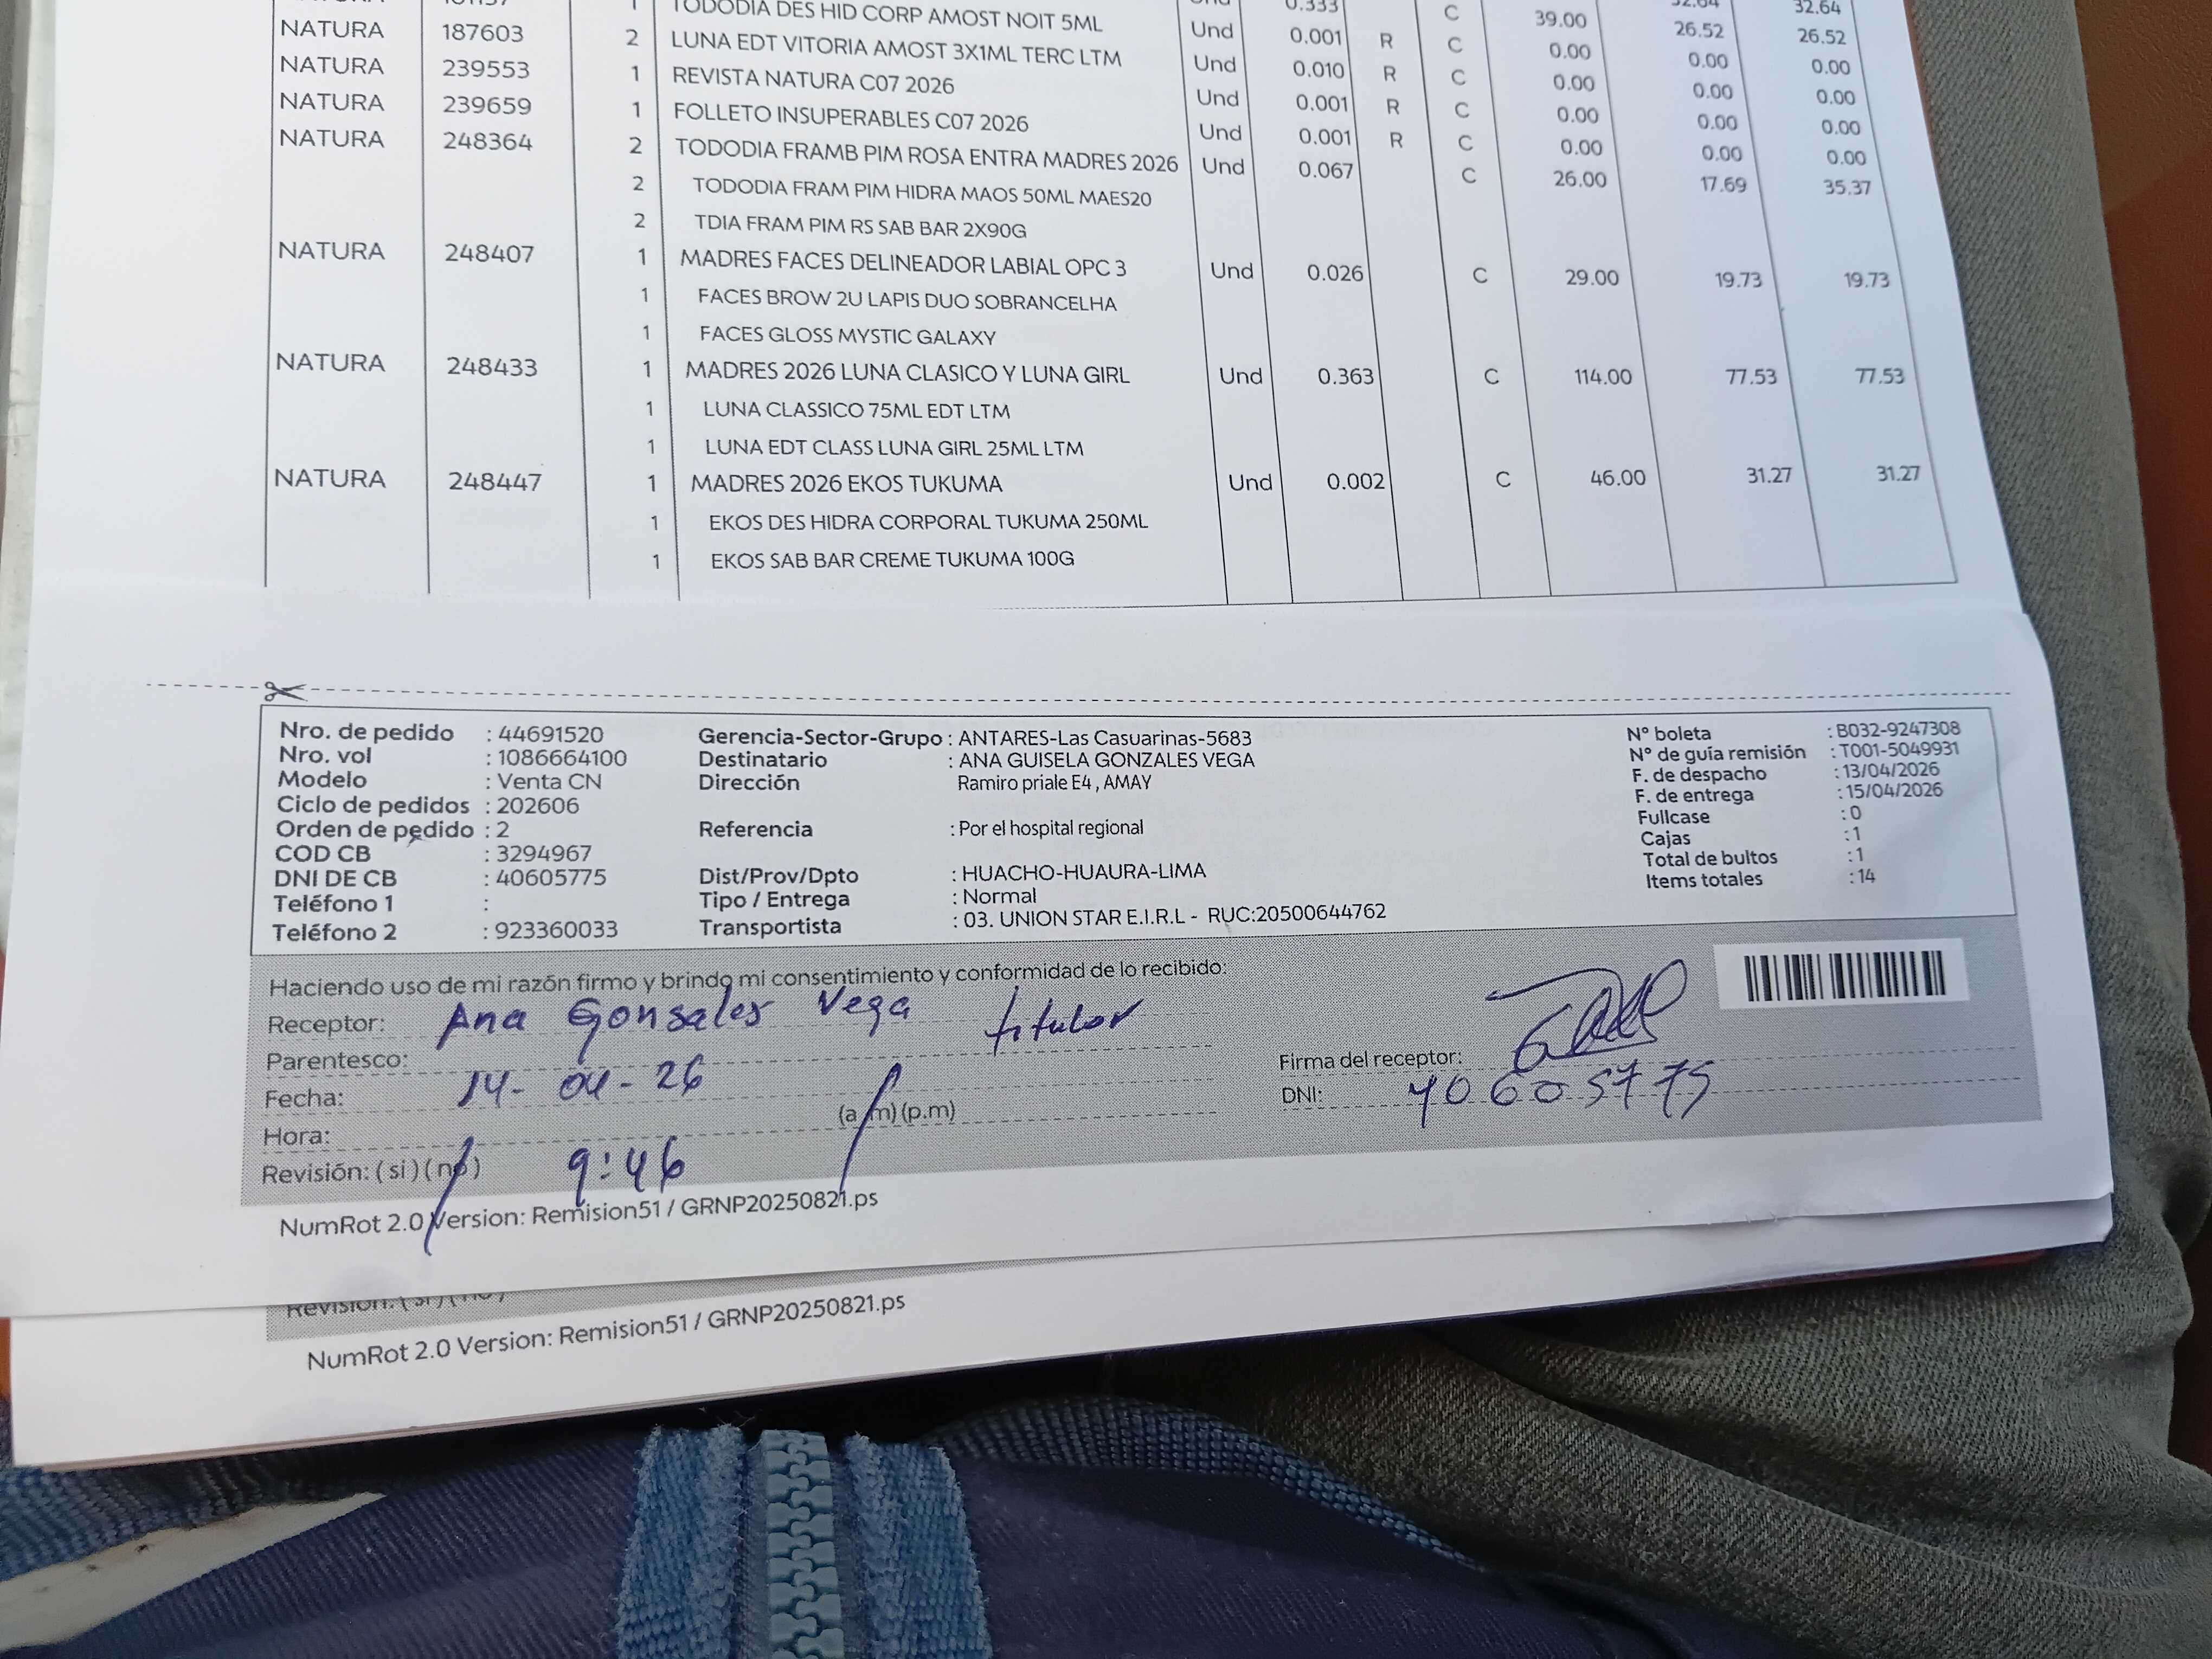 TODODIA DES HID CORP AMOST NOIT 5ML Und 0.333 C 39.00 32.64 32.64
NATURA 187603 2 LUNA EDT VITORIA AMOST 3X1ML TERC LTM Und 0.001 R C 0.00 26.52 26.52
NATURA 239553 1 REVISTA NATURA C07 2026 Und 0.010 R C 0.00 0.00 0.00
NATURA 239659 1 FOLLETO INSUPERABLES C07 2026 Und 0.001 R C 0.00 0.00 0.00
NATURA 248364 2 TODODIA FRAMB PIM ROSA ENTRA MADRES 2026 Und 0.001 R C 0.00 0.00 0.00
2 TODODIA FRAM PIM HIDRA MAOS 50ML MAES20 Und 0.067 C 26.00 0.00 0.00
2 TDIA FRAM PIM RS SAB BAR 2X90G 17.69 35.37
NATURA 248407 1 MADRES FACES DELINEADOR LABIAL OPC 3 Und 0.026 C 29.00 19.73 19.73
1 FACES BROW 2U LAPIS DUO SOBRANCELHA
1 FACES GLOSS MYSTIC GALAXY
NATURA 248433 1 MADRES 2026 LUNA CLASICO Y LUNA GIRL Und 0.363 C 114.00 77.53 77.53
1 LUNA CLASSICO 75ML EDT LTM
1 LUNA EDT CLASS LUNA GIRL 25ML LTM
NATURA 248447 1 MADRES 2026 EKOS TUKUMA Und 0.002 C 46.00 31.27 31.27
1 EKOS DES HIDRA CORPORAL TUKUMA 250ML
1 EKOS SAB BAR CREME TUKUMA 100G
Nro. de pedido : 44691520 Gerencia-Sector-Grupo : ANTARES-Las Casuarinas-5683 N° boleta : B032-9247308
Nro. vol : 1086664100 Destinatario : ANA GUISELA GONZALES VEGA N° de guía remisión : T001-5049931
Modelo : Venta CN Dirección Ramiro priale E4 , AMAY F. de despacho : 13/04/2026
Ciclo de pedidos : 202606 F. de entrega : 15/04/2026
Orden de pedido : 2 Referencia : Por el hospital regional Fullcase : 0
COD CB : 3294967 Cajas : 1
DNI DE CB : 40605775 Dist/Prov/Dpto : HUACHO-HUAURA-LIMA Total de bultos : 1
Teléfono 1 : Tipo / Entrega : Normal Items totales : 14
Teléfono 2 : 923360033 Transportista : 03. UNION STAR E.I.R.L - RUC:20500644762
Haciendo uso de mi razón firmo y brindo mi consentimiento y conformidad de lo recibido:
Receptor: Ana Gonsales Vega titular
Parentesco: Firma del receptor:
Fecha: 14-04-26 DNI: 40605775
Hora: (a.m)(p.m)
Revisión: ( si ) ( no ) 9:46
NumRot 2.0 Version: Remision51 / GRNP20250821.ps
Revisión: ( si ) ( no )
NumRot 2.0 Version: Remision51 / GRNP20250821.ps